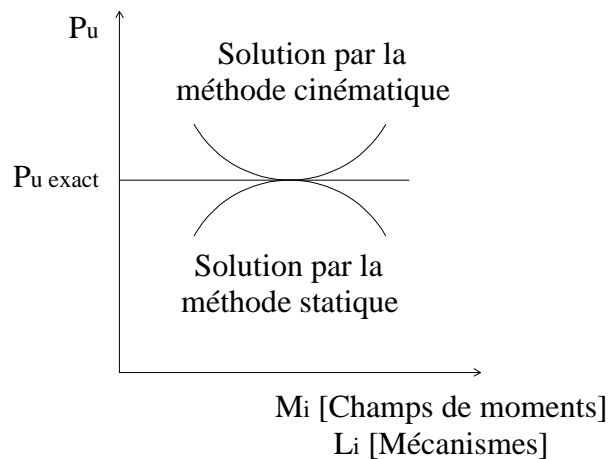 Pu
Solution par la
méthode cinématique
Pu exact
Solution par la
méthode statique
Mi [Champs de moments]
Li [Mécanismes]